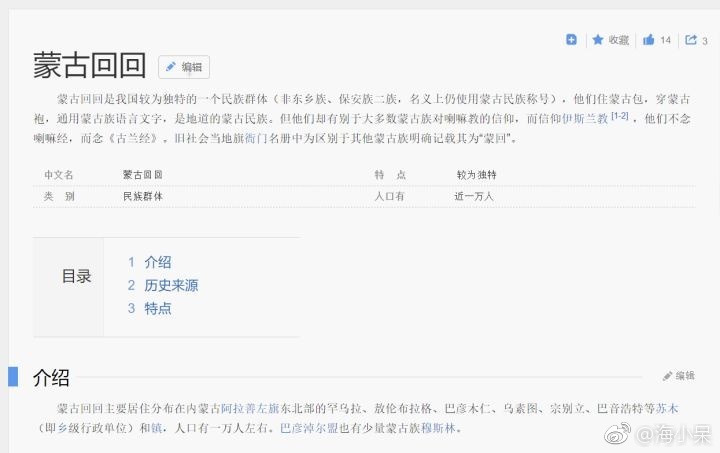 收藏 14 3
蒙古回回 编辑
蒙古回回是我国较为独特的一个民族群体（非东乡族、保安族二族，名义上仍使用蒙古民族称号），他们住蒙古包，穿蒙古
袍，通用蒙古族语言文字，是地道的蒙古民族。但他们却有别于大多数蒙古族对喇嘛教的信仰，而信仰伊斯兰教 [1-2] ，他们不念
喇嘛经，而念《古兰经》。旧社会当地旗衙门名册中为区别于其他蒙古族明确记载其为“蒙回”。
中文名 蒙古回回 特 点 较为独特
类 别 民族群体 人口有 近一万人
目录
1 介绍
2 历史来源
3 特点
介绍 编辑
蒙古回回主要居住分布在内蒙古阿拉善左旗东北部的罕乌拉、敖伦布拉格、巴彦木仁、乌素图、宗别立、巴音浩特等苏木
（即乡级行政单位）和镇，人口有一万人左右。巴彦淖尔盟也有少量蒙古族穆斯林。
@海小呆